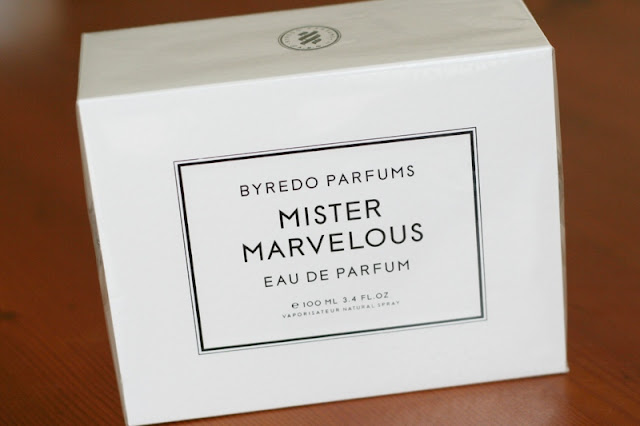 BYREDO PARFUMS
MISTER
MARVELOUS
EAU DE PARFUM
℮ 100 ML 3.4 FL.OZ
VAPORISATEUR NATURAL SPRAY